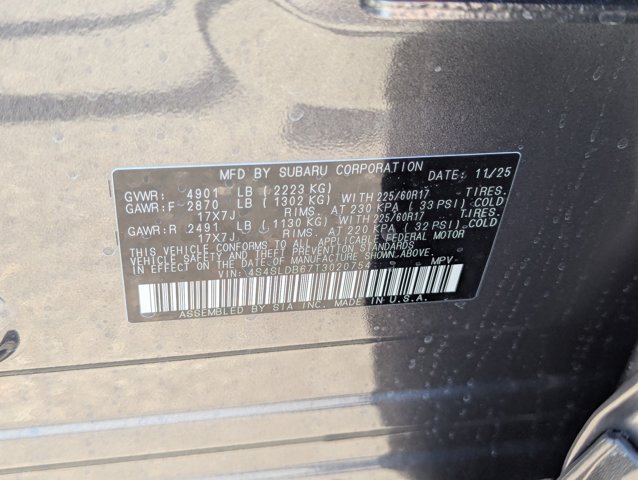 MFD BY SUBARU CORPORATION DATE: 11/25
GVWR: 4901 LB (2223 KG)
GAWR:F 2870 LB (1302 KG) WITH 225/60R17 TIRES.
17X7J RIMS. AT 230 KPA (33 PSI) COLD
GAWR:R 2491 LB (1130 KG) WITH 225/60R17 TIRES.
17X7J RIMS. AT 220 KPA (32 PSI) COLD
THIS VEHICLE CONFORMS TO ALL APPLICABLE FEDERAL MOTOR
VEHICLE SAFETY AND THEFT PREVENTION STANDARDS
IN EFFECT ON THE DATE OF MANUFACTURE SHOWN ABOVE.
VIN: 4S4SLDB67T3020754 MPV
ASSEMBLED BY SIA INC. MADE IN U.S.A.